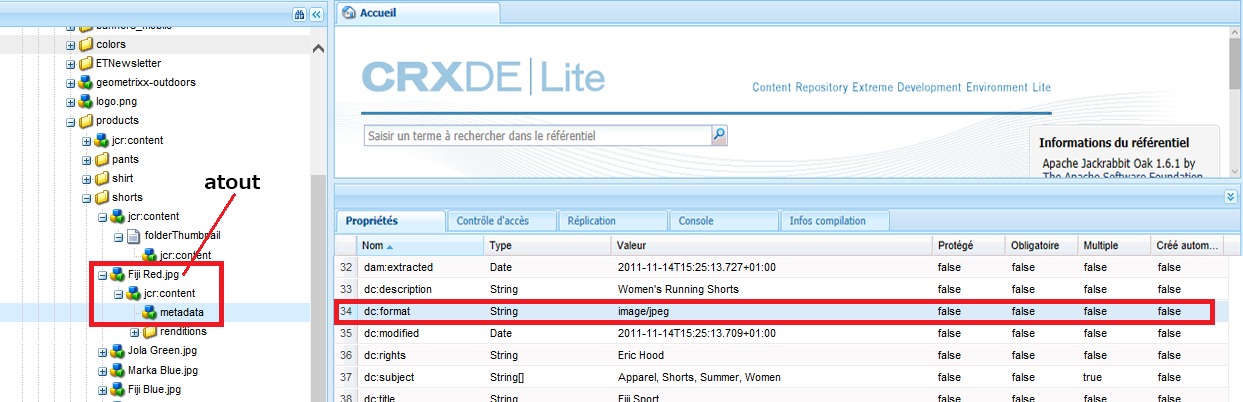 banners_mobile
colors
ETNewsletter
geometrixx-outdoors
logo.png
products
jcr:content
pants
shirt
shorts
atout
jcr:content
folderThumbnail
jcr:content
Fiji Red.jpg
jcr:content
metadata
renditions
Jola Green.jpg
Marka Blue.jpg
Fiji Blue.jpg
Accueil
CRXDE | Lite
Content Repository Extreme Development Environment Lite
Saisir un terme à rechercher dans le référentiel
Informations du référentiel
Apache Jackrabbit Oak 1.6.1 by
The Apache Software Foundation
Propriétés Contrôle d'accès Réplication Console Infos compilation
Nom Type Valeur Protégé Obligatoire Multiple Créé autom...
32 dam:extracted Date 2011-11-14T15:25:13.727+01:00 false false false false
33 dc:description String Women's Running Shorts false false false false
34 dc:format String image/jpeg false false false false
35 dc:modified Date 2011-11-14T15:25:13.709+01:00 false false false false
36 dc:rights String Eric Hood false false false false
37 dc:subject String[] Apparel, Shorts, Summer, Women false false true false
38 dc:title String Fiji Sport false false false false